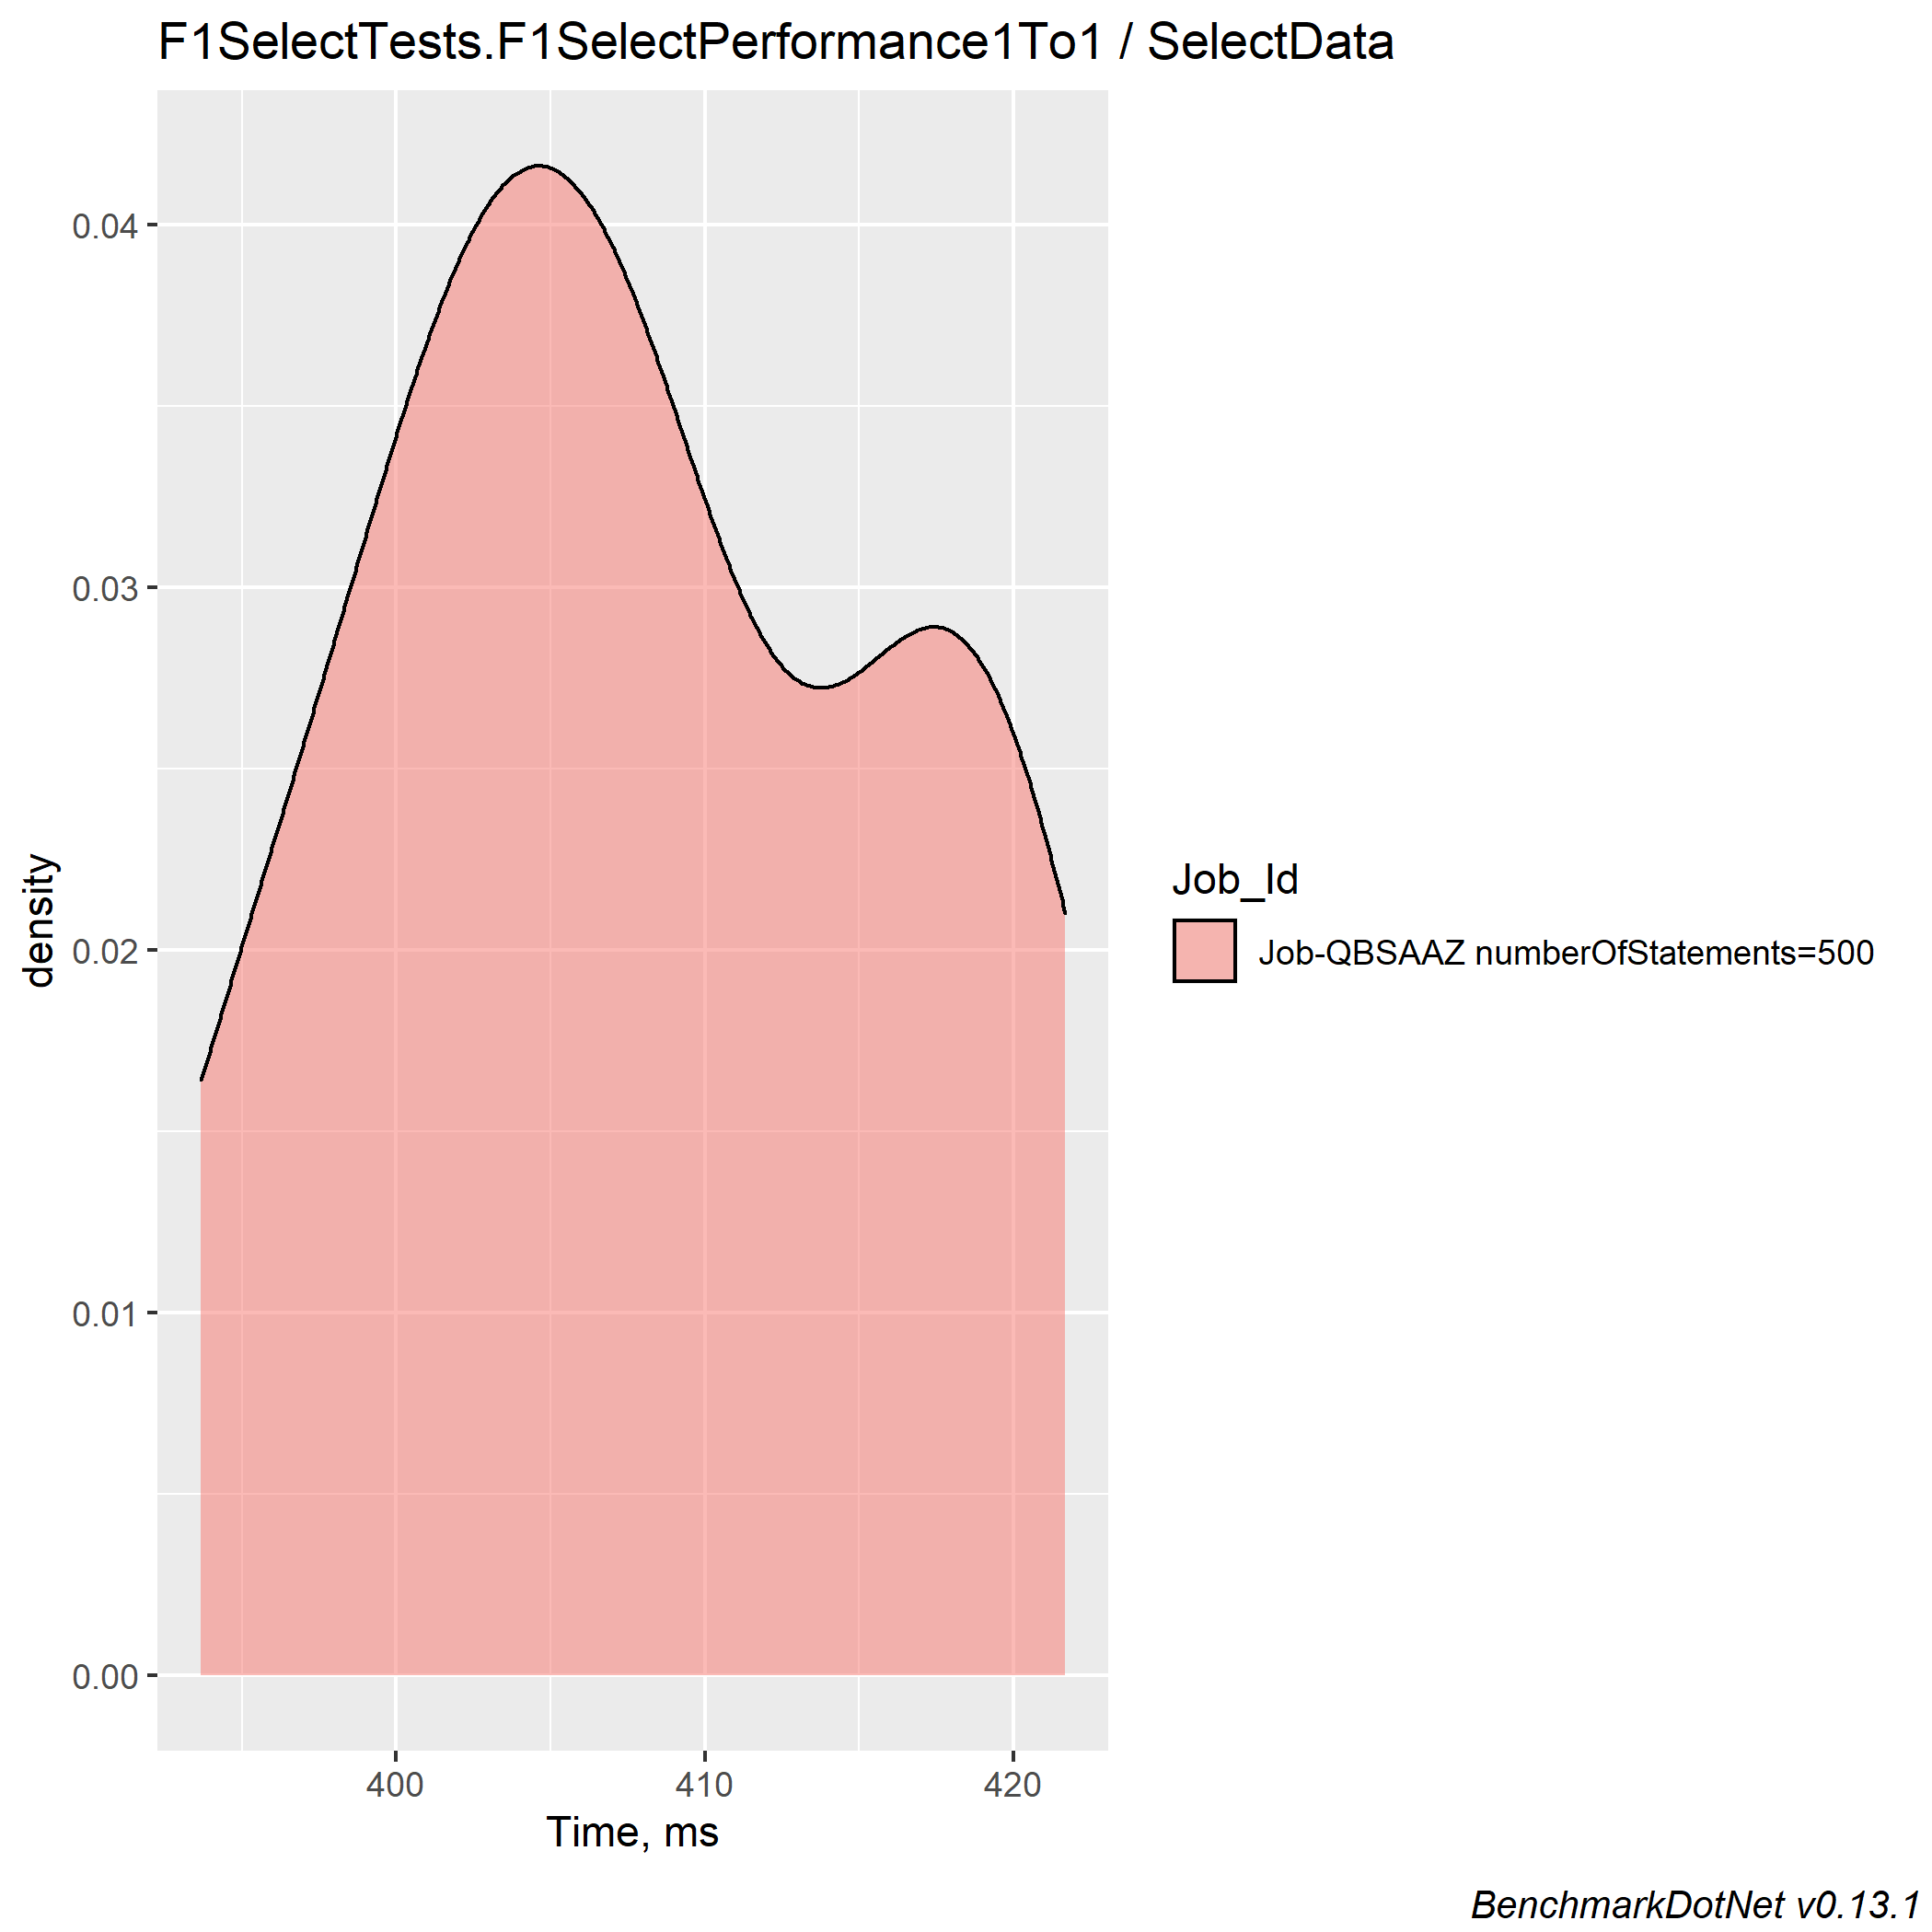 F1SelectTests.F1SelectPerformance1To1 / SelectData
0.04
0.03
0.02
0.01
0.00
density
400 410 420
Time, ms
Job_Id
Job-QBSAAZ numberOfStatements=500
BenchmarkDotNet v0.13.1